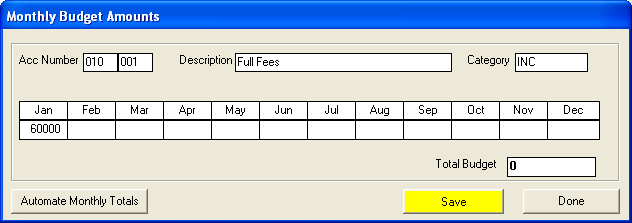 Monthly Budget Amounts
Acc Number 010 001 Description Full Fees Category INC
Jan Feb Mar Apr May Jun Jul Aug Sep Oct Nov Dec
60000
Total Budget 0
Automate Monthly Totals Save Done